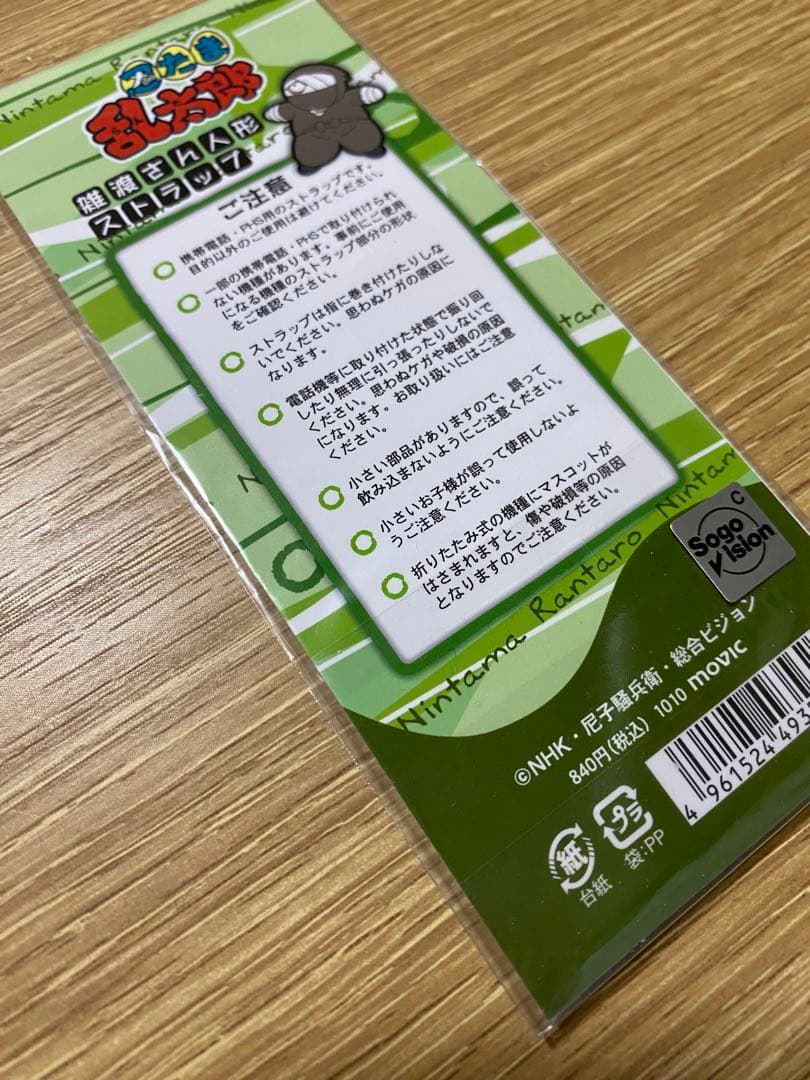 Nintama Rantaro Ni
忍たま
乱太郎
雑渡さん人形
ストラップ
ご注意
携帯電話・PHS用のストラップです。
目的以外のご使用は避けてください。
一部の携帯電話・PHSで取り付けられ
ない機種があります。事前にご使用
になる機種のストラップ部分の形状
をご確認ください。
ストラップは指に巻き付けたりしな
いでください。思わぬケガの原因に
なります。
電話機等に取り付けた状態で振り回
したり無理に引っ張ったりしないで
ください。思わぬケガや破損の原因
になります。お取り扱いにはご注意
ください。
小さい部品がありますので、誤って
飲み込まないようにご注意ください。
小さいお子様が誤って使用しないよ
うご注意ください。
折りたたみ式の機種にマスコットが
はさまれますと、傷や破損等の原因
となりますのでご注意ください。
Nintama Rantaro Nintama
C
Sogo
Vision
©NHK・尼子騒兵衛・総合ビジョン
840円(税込) 1010 movic
4 961524 493
紙
プラ
台紙 袋:PP